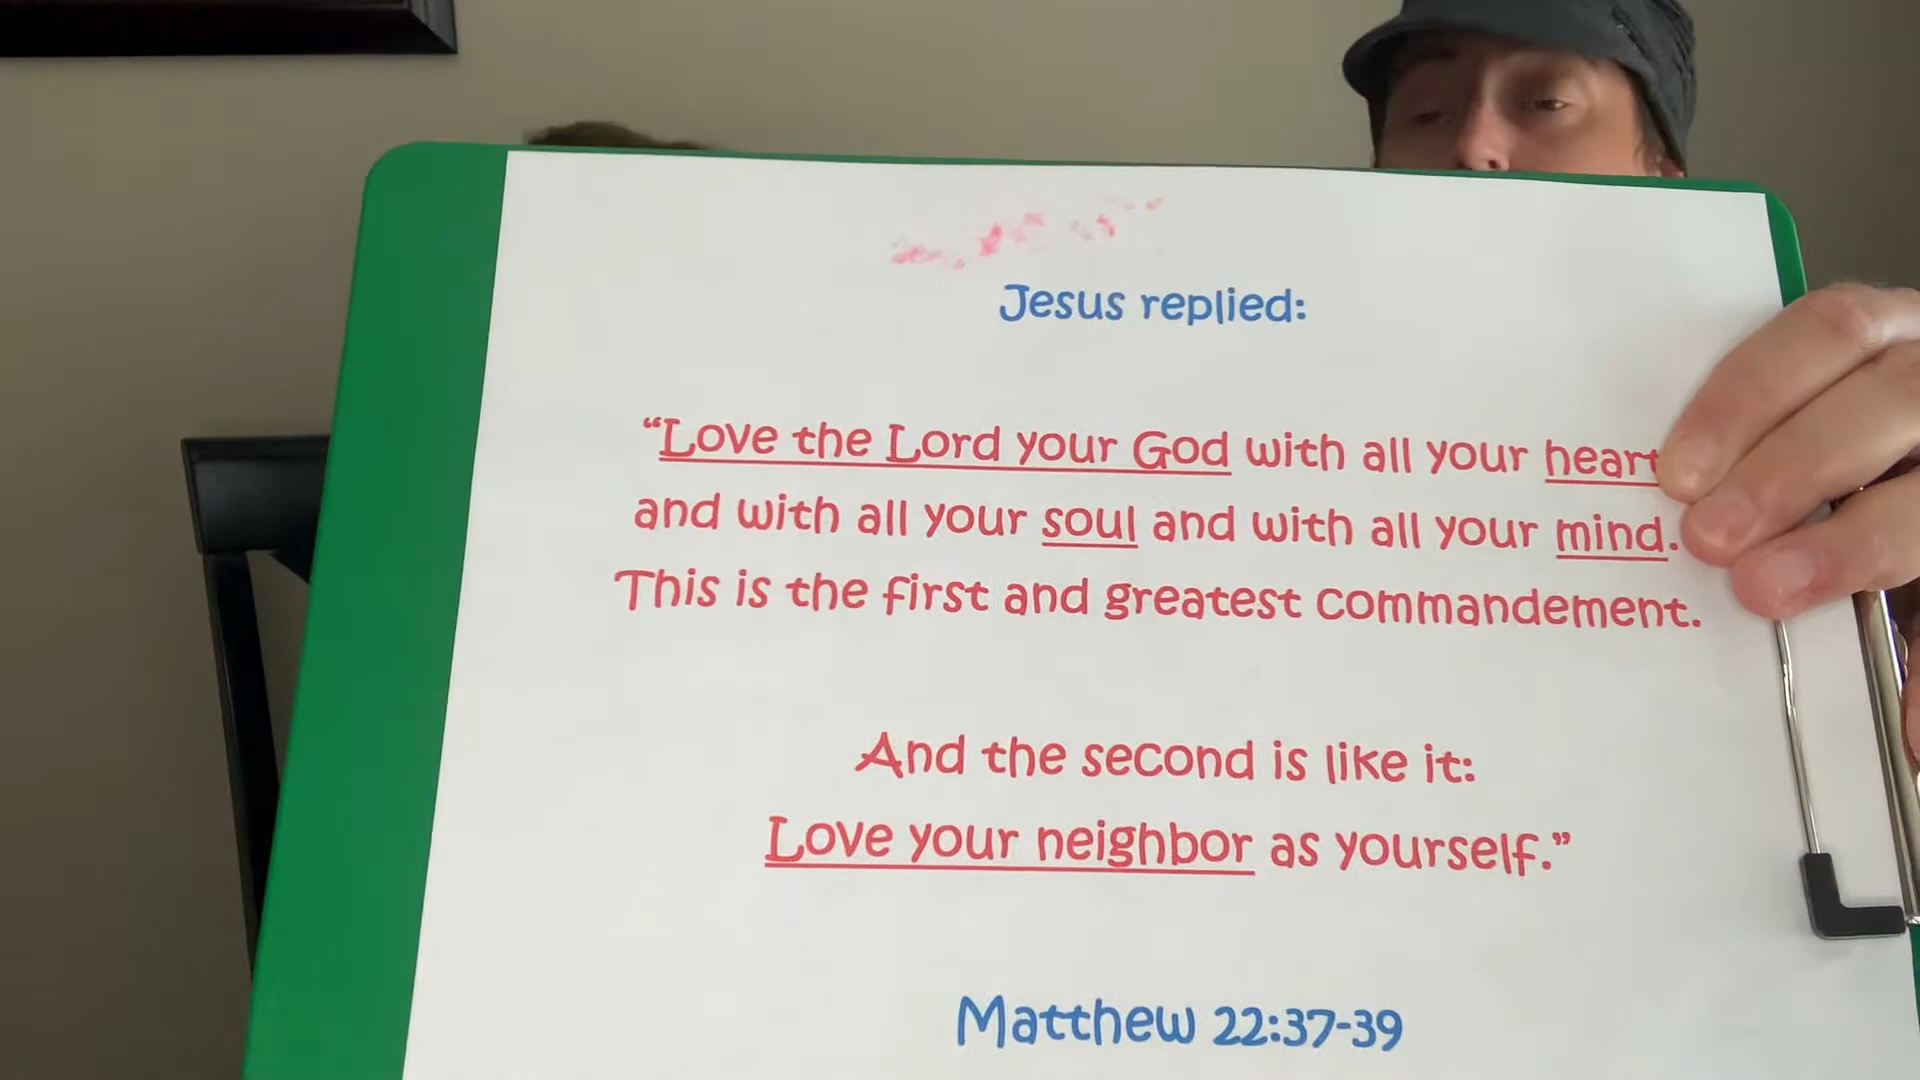 Jesus replied:
“Love the Lord your God with all your heart
and with all your soul and with all your mind.
This is the first and greatest commandement.
And the second is like it:
Love your neighbor as yourself.”
Matthew 22:37-39